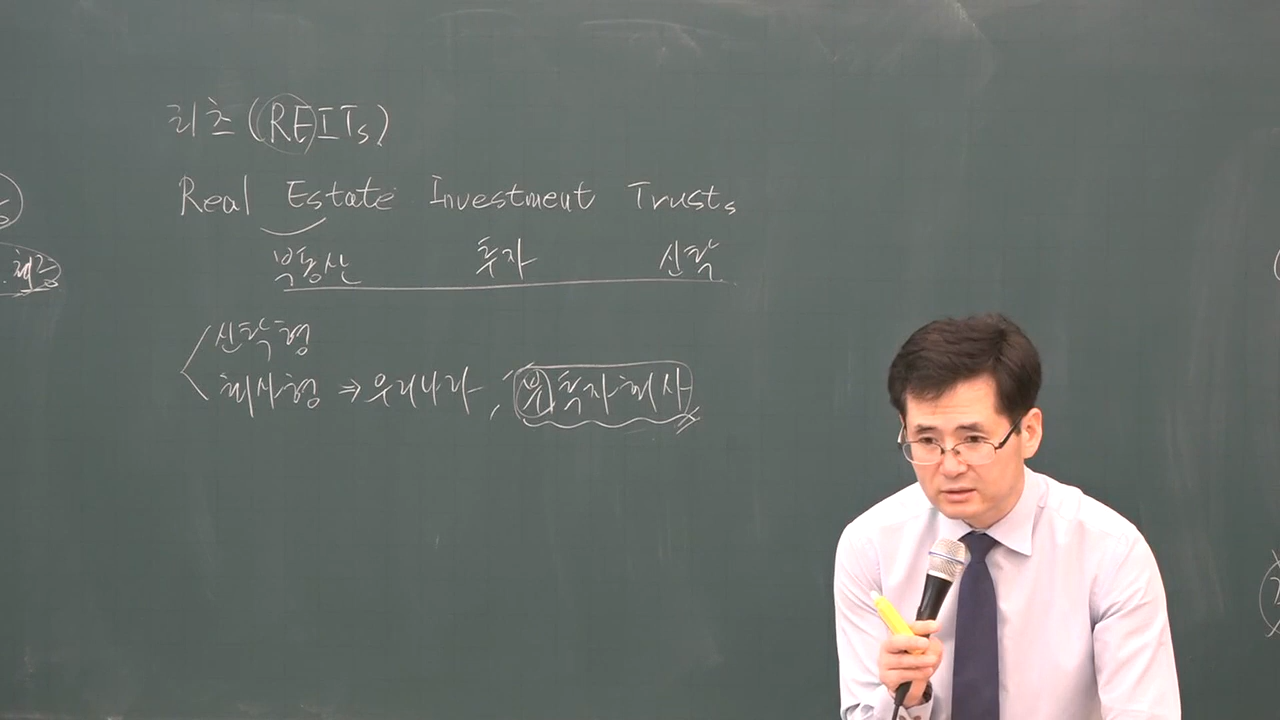 리츠 (REITs)
Real Estate Investment Trusts
부동산 투자 신탁
신탁형
회사형 ⇒ 우리나라, 부 투자회사